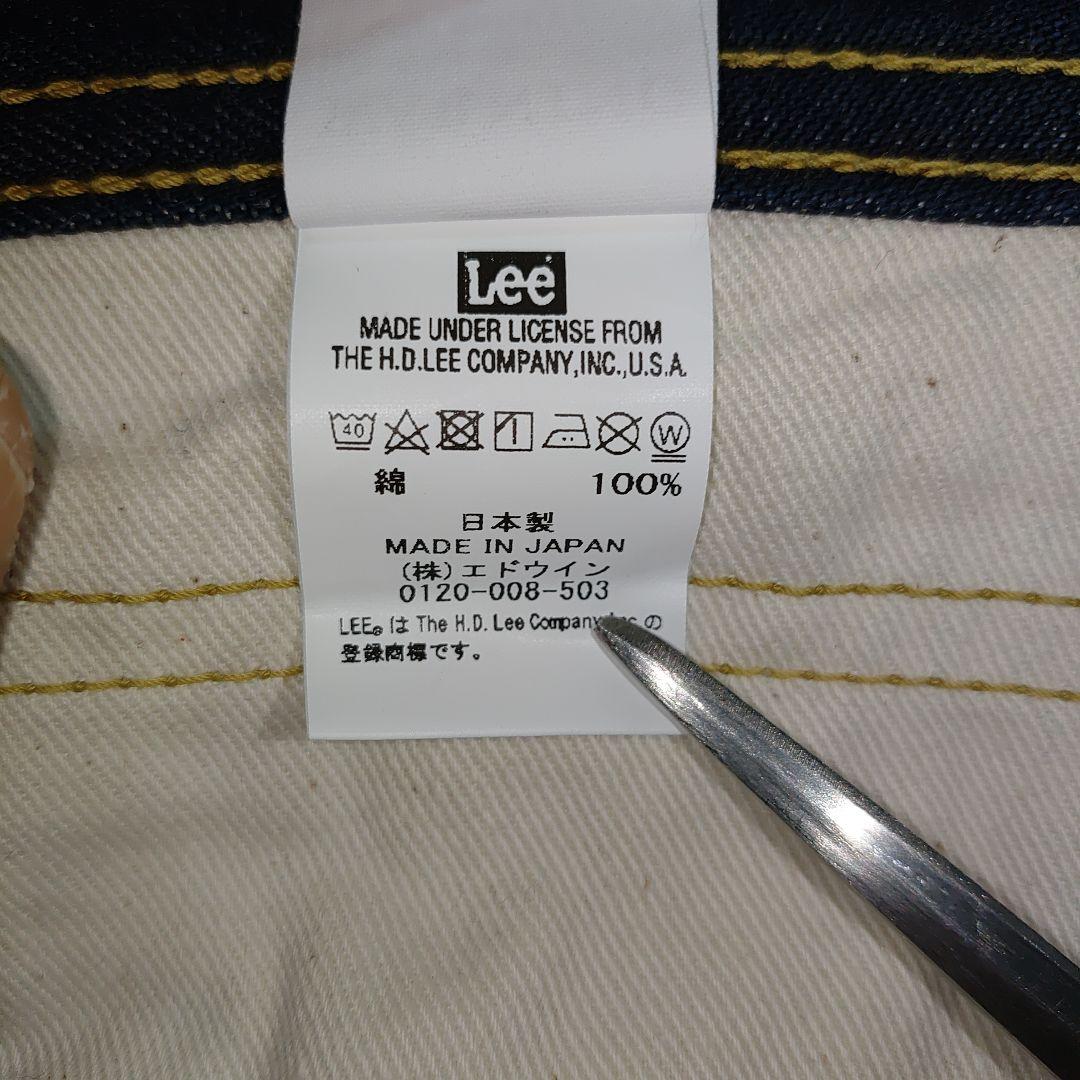 Lee
MADE UNDER LICENSE FROM
THE H.D.LEE COMPANY,INC.,U.S.A.
40 W
綿 100%
日本製
MADE IN JAPAN
(株)エドウイン
0120-008-503
LEE® は The H.D. Lee Company の
登録商標です。